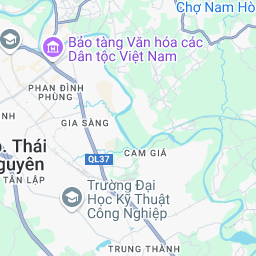 Chợ Nam Hò
Bảo tàng Văn hóa các
Dân tộc Việt Nam
PHAN ĐÌNH
PHÙNG
GIA SÀNG
. Thái
guyên
QL37
CAM GIÁ
TÂN LẬP
Trường Đại
Học Kỹ Thuật
Công Nghiệp
TRUNG THÀNH